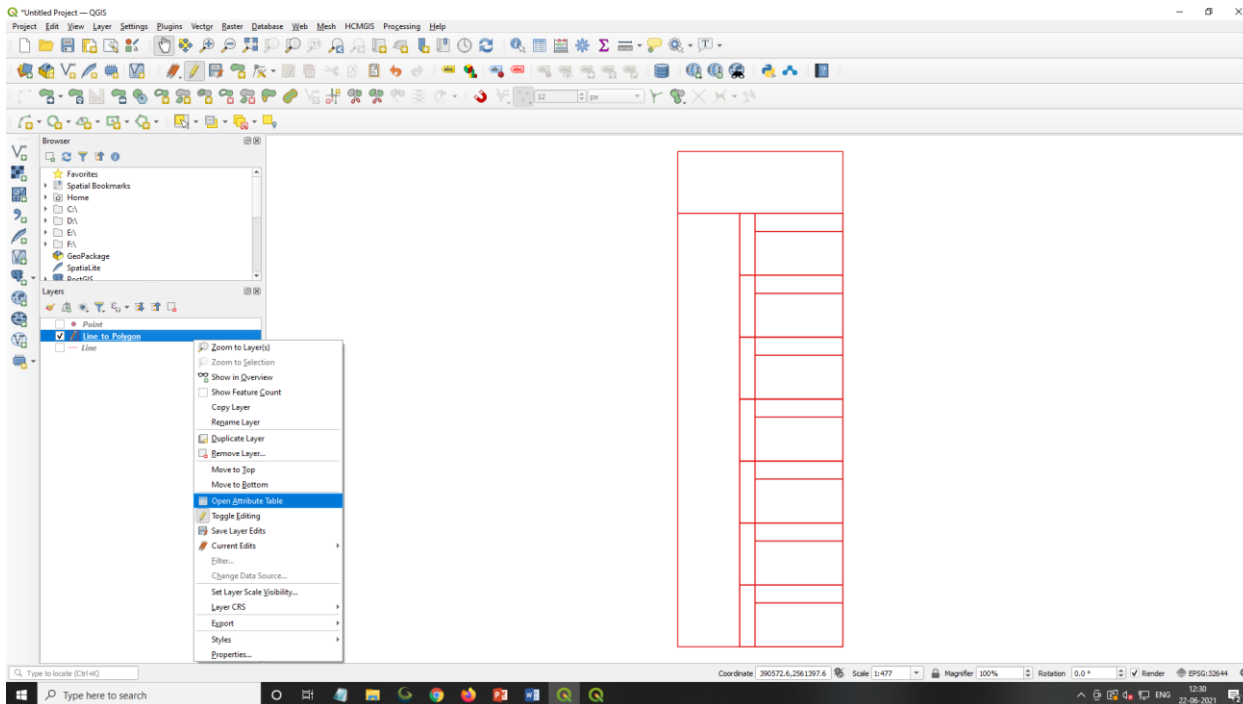 *Untitled Project — QGIS
Project Edit View Layer Settings Plugins Vector Raster Database Web Mesh HCMGIS Processing Help
12 px
Browser
Favorites
Spatial Bookmarks
Home
C:\
D:\
E:\
F:\
GeoPackage
SpatiaLite
PostGIS
Layers
Point
Line to Polygon
Line
Zoom to Layer(s)
Zoom to Selection
Show in Overview
Show Feature Count
Copy Layer
Rename Layer
Duplicate Layer
Remove Layer...
Move to Top
Move to Bottom
Open Attribute Table
Toggle Editing
Save Layer Edits
Current Edits
Filter...
Change Data Source...
Set Layer Scale Visibility...
Layer CRS
Export
Styles
Properties...
Type to locate (Ctrl+K)
Coordinate 390572.6,2561397.6 Scale 1:477 Magnifier 100% Rotation 0.0 ° Render EPSG:32644
Type here to search
ENG
12:30
22-06-2021